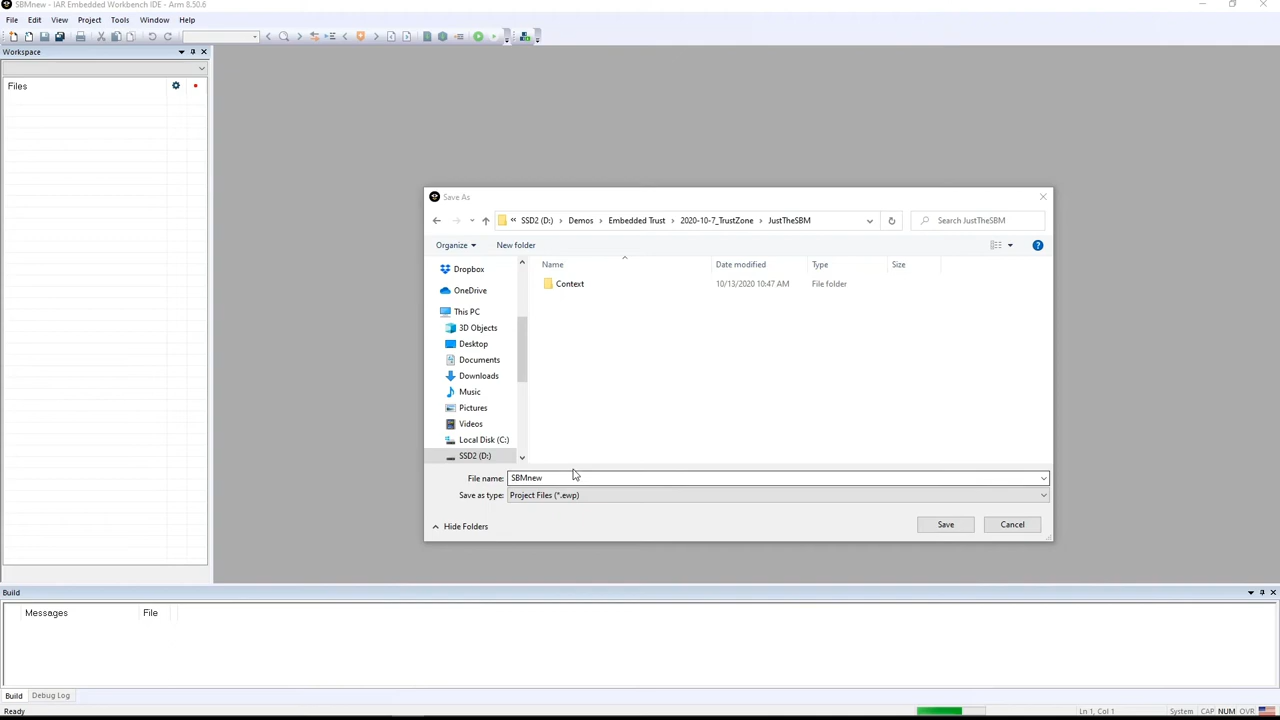 SBMnew - IAR Embedded Workbench IDE - Arm 8.50.6
File Edit View Project Tools Window Help
Workspace
Files
Save As
« SSD2 (D:) > Demos > Embedded Trust > 2020-10-7_TrustZone > JustTheSBM
Search JustTheSBM
Organize New folder
Name Date modified Type Size
Dropbox
Context 10/13/2020 10:47 AM File folder
OneDrive
This PC
3D Objects
Desktop
Documents
Downloads
Music
Pictures
Videos
Local Disk (C:)
SSD2 (D:)
File name: SBMnew
Save as type: Project Files (*.ewp)
Hide Folders Save Cancel
Build
Messages File
Build Debug Log
Ready Ln 1, Col 1 System CAP NUM OVR